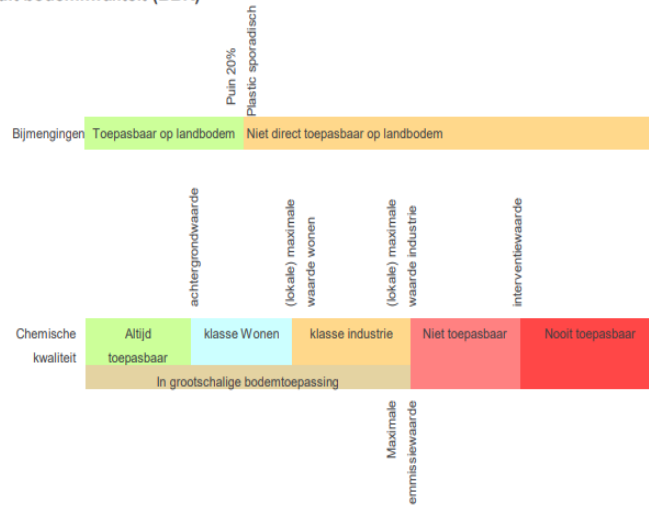 Puin 20%
Plastic sporadisch
Bijmengingen
Toepasbaar op landbodem
Niet direct toepasbaar op landbodem
achtergrondwaarde
(lokale) maximale
waarde wonen
(lokale) maximale
waarde industrie
interventiewaarde
Chemische
kwaliteit
Altijd
toepasbaar
klasse Wonen
klasse industrie
Niet toepasbaar
Nooit toepasbaar
In grootschalige bodemtoepassing
Maximale
emmissiewaarde